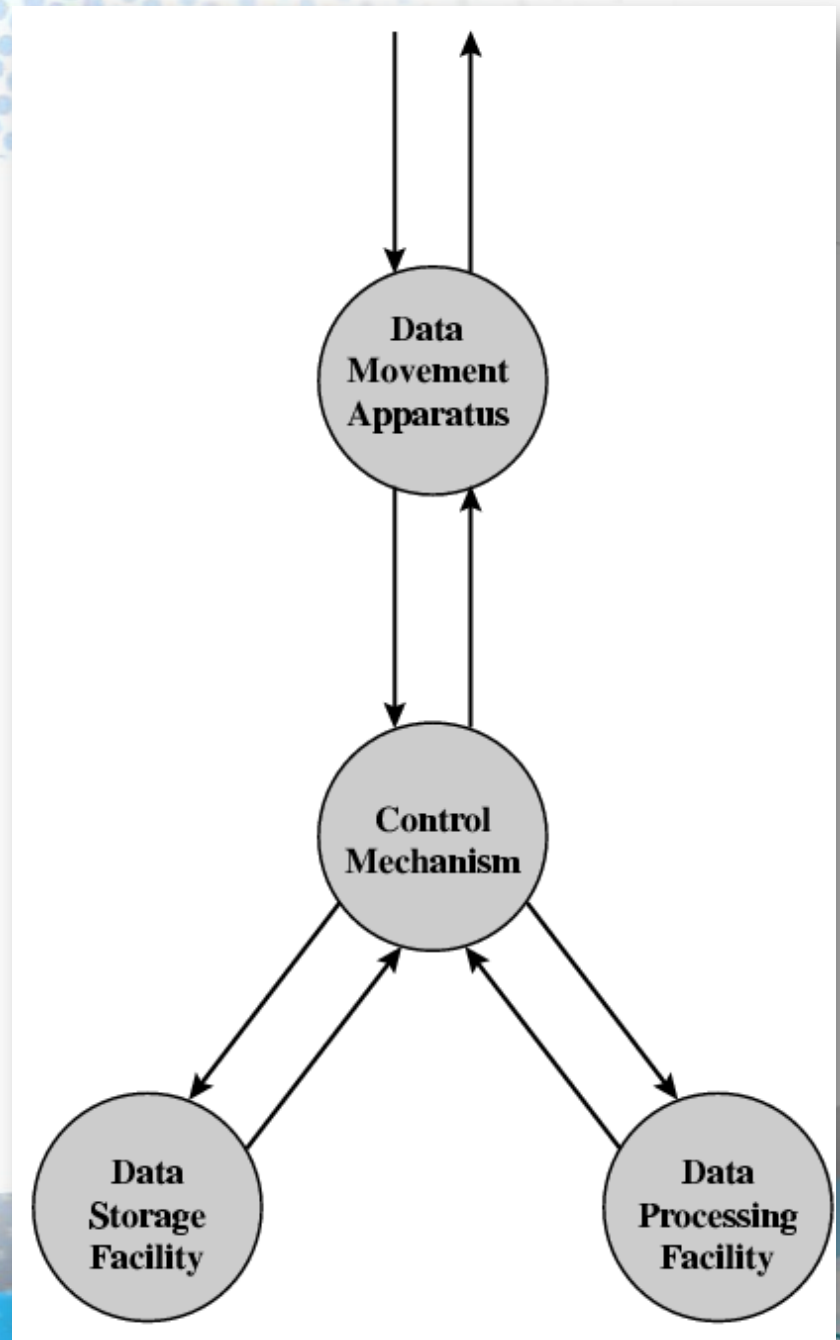 Data
Movement
Apparatus
Control
Mechanism
Data
Storage
Facility
Data
Processing
Facility